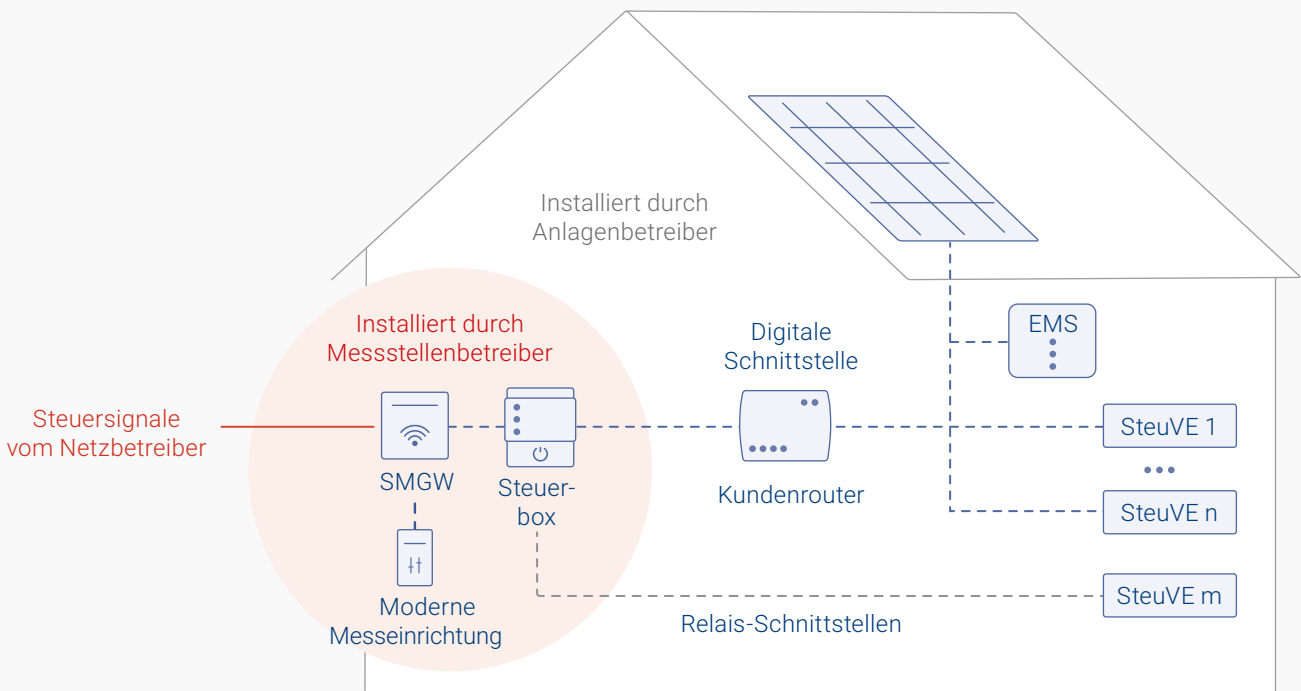 Installiert durch
Anlagenbetreiber
Installiert durch
Messstellenbetreiber
Digitale
Schnittstelle
EMS
Steuersignale
vom Netzbetreiber
SMGW
Steuer-
box
Kundenrouter
SteuVE 1
SteuVE n
Moderne
Messeinrichtung
Relais-Schnittstellen
SteuVE m